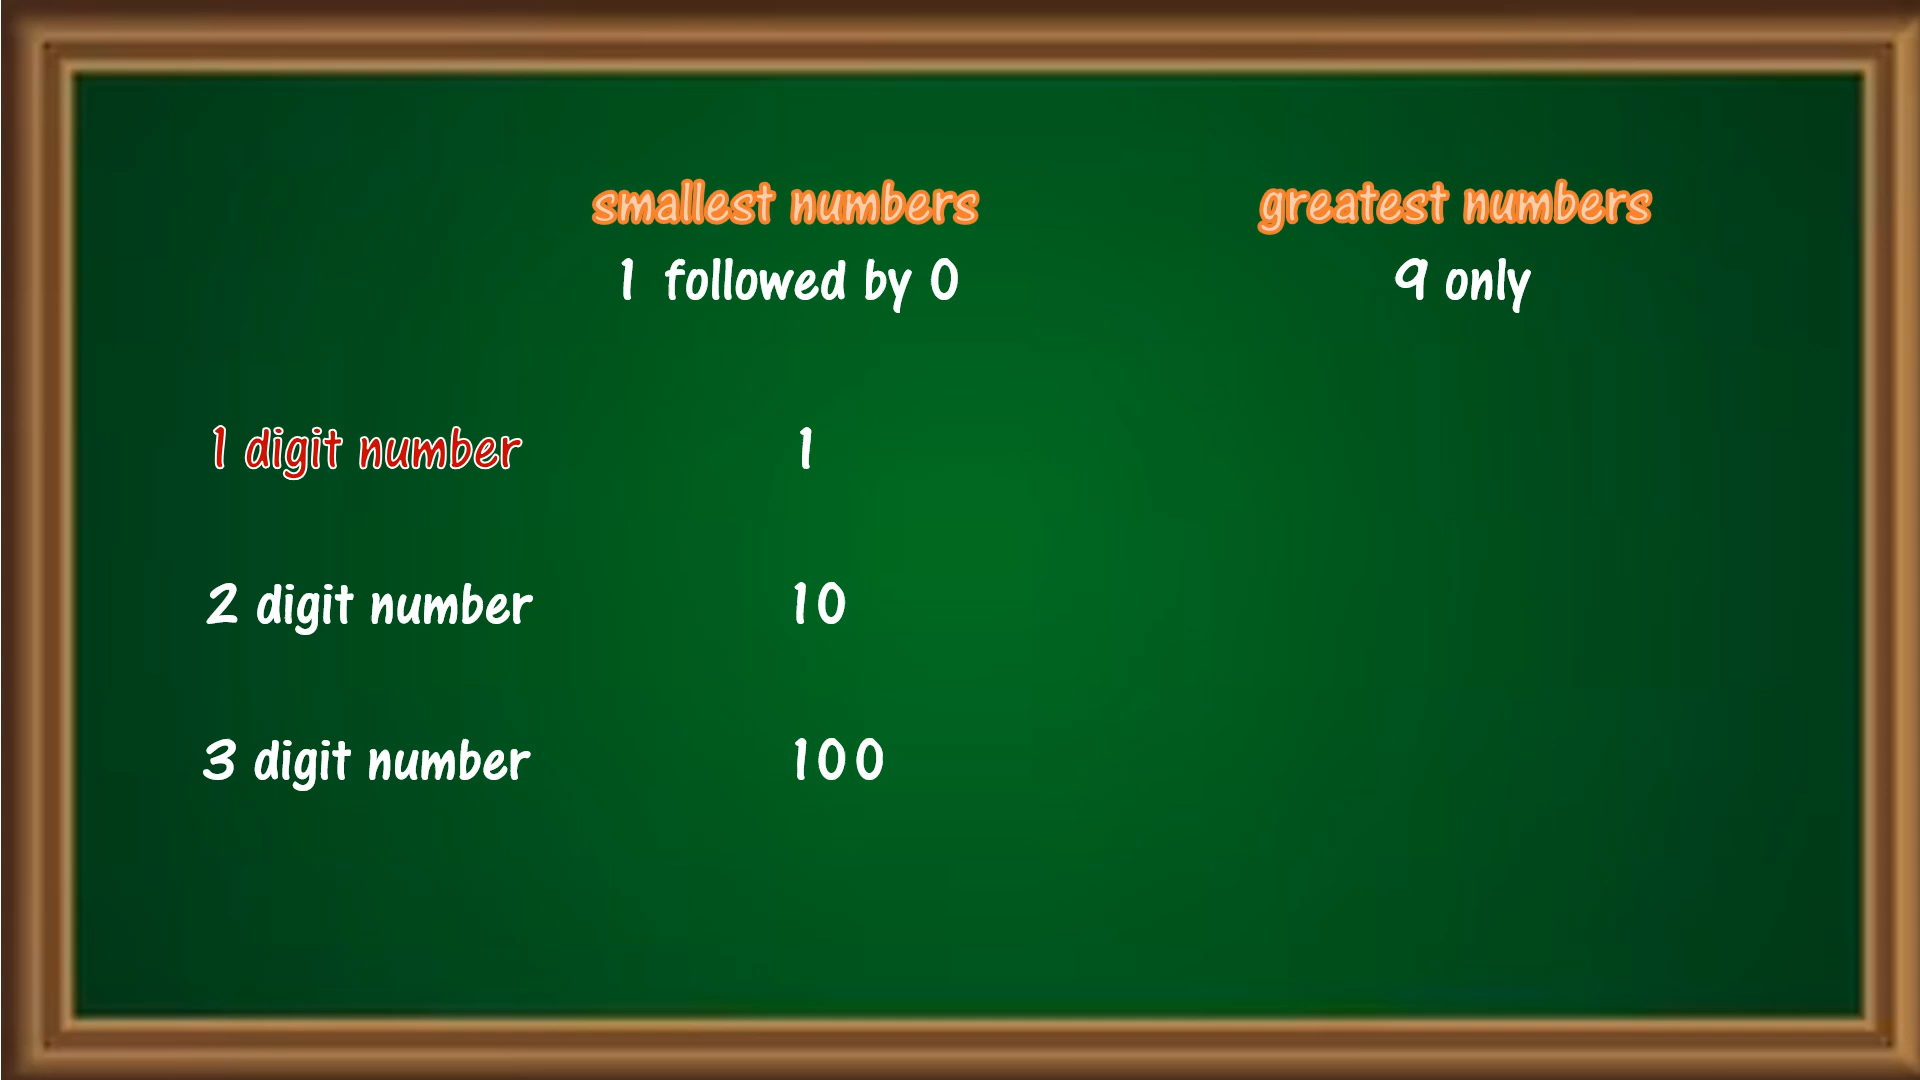 smallest numbers greatest numbers
1 followed by 0 9 only
1 digit number 1
2 digit number 10
3 digit number 100